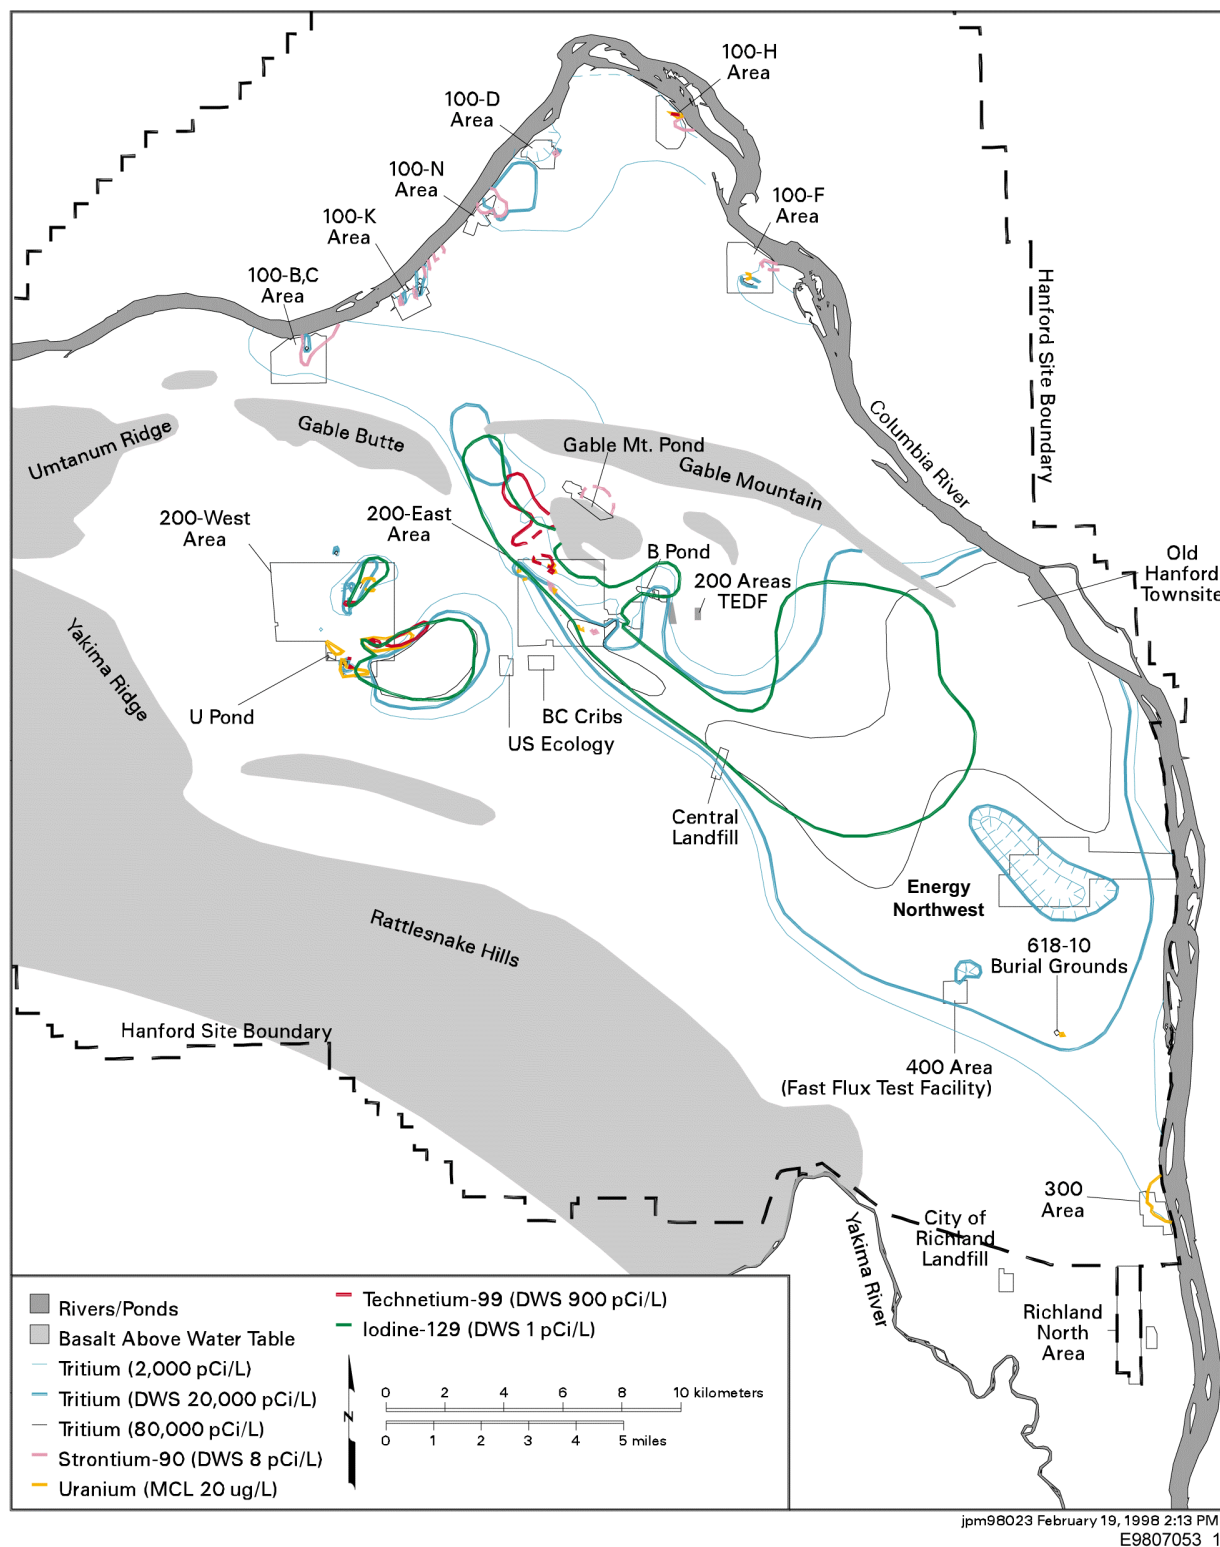 100-H
Area
100-D
Area
100-N
Area
100-F
Area
100-K
Area
100-B,C
Area
Hanford Site Boundary
Columbia River
Umtanum Ridge
Gable Butte
Gable Mt. Pond
Gable Mountain
200-West
Area
200-East
Area
B Pond
200 Areas
TEDF
Old
Hanford
Townsite
Yakima Ridge
U Pond
BC Cribs
US Ecology
Central
Landfill
Energy
Northwest
Rattlesnake Hills
618-10
Burial Grounds
Hanford Site Boundary
400 Area
(Fast Flux Test Facility)
300
Area
City of
Richland
Landfill
Yakima River
Richland
North
Area
Rivers/Ponds
Basalt Above Water Table
Tritium (2,000 pCi/L)
Tritium (DWS 20,000 pCi/L)
Tritium (80,000 pCi/L)
Strontium-90 (DWS 8 pCi/L)
Uranium (MCL 20 ug/L)
Technetium-99 (DWS 900 pCi/L)
Iodine-129 (DWS 1 pCi/L)
N
0 2 4 6 8 10 kilometers
0 1 2 3 4 5 miles
jpm98023 February 19, 1998 2:13 PM
E9807053 1